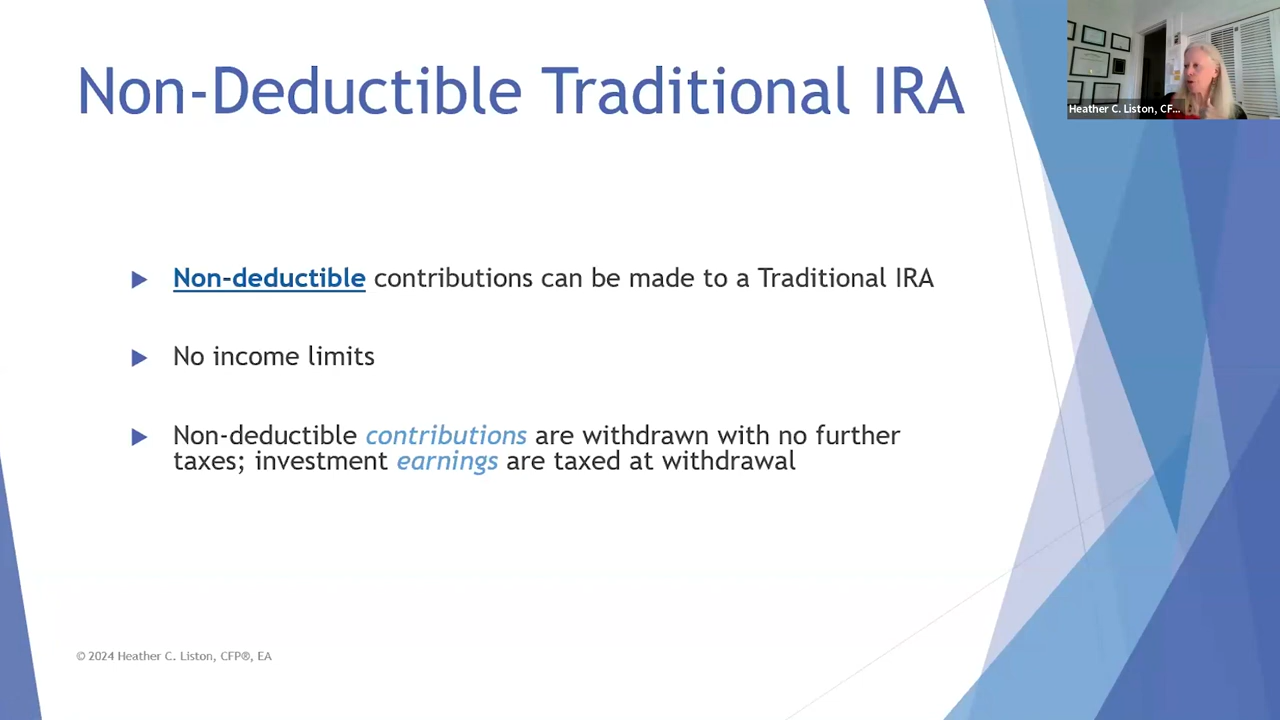 Non-Deductible Traditional IRA
Heather C. Liston, CF...
Non-deductible contributions can be made to a Traditional IRA
No income limits
Non-deductible contributions are withdrawn with no further
taxes; investment earnings are taxed at withdrawal
© 2024 Heather C. Liston, CFP®, EA